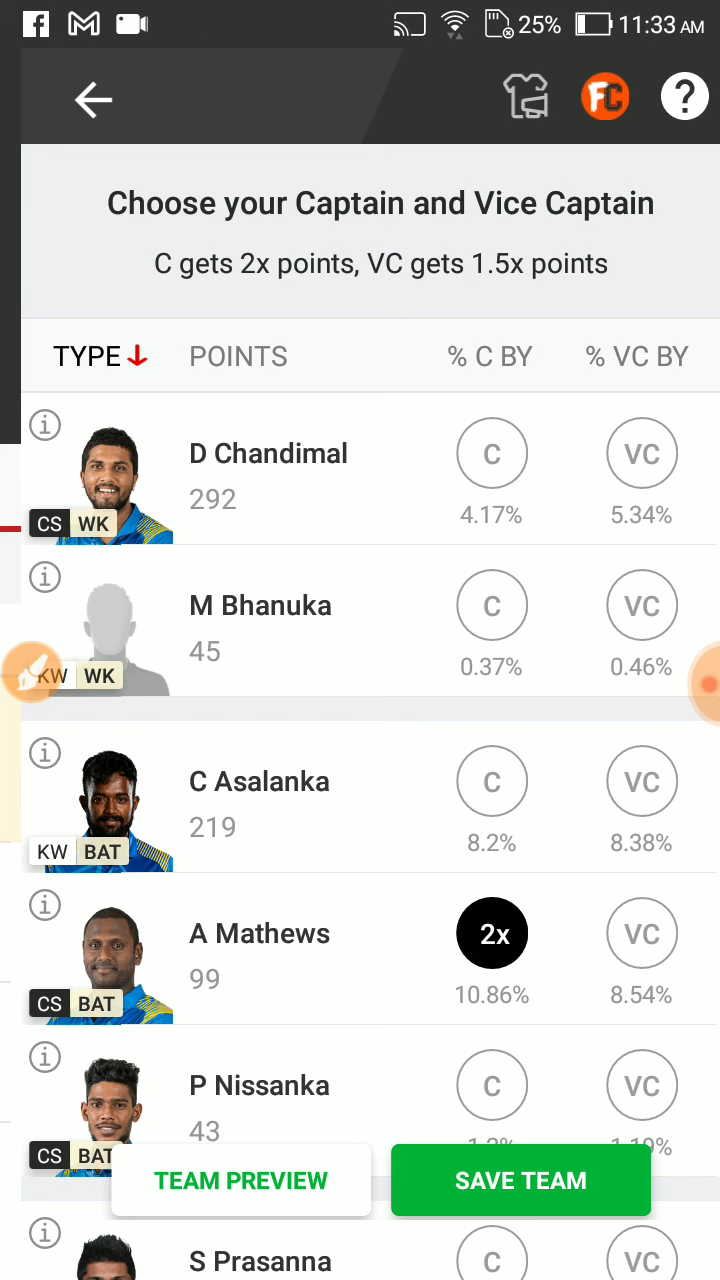 25% 11:33 AM
FC ?
Choose your Captain and Vice Captain
C gets 2x points, VC gets 1.5x points
TYPE POINTS % C BY % VC BY
D Chandimal C VC
292 4.17% 5.34%
CS WK
M Bhanuka C VC
45 0.37% 0.46%
KW WK
C Asalanka C VC
219 8.2% 8.38%
KW BAT
A Mathews 2x VC
99 10.86% 8.54%
CS BAT
P Nissanka C VC
43
CS BAT
TEAM PREVIEW SAVE TEAM
S Prasanna C VC